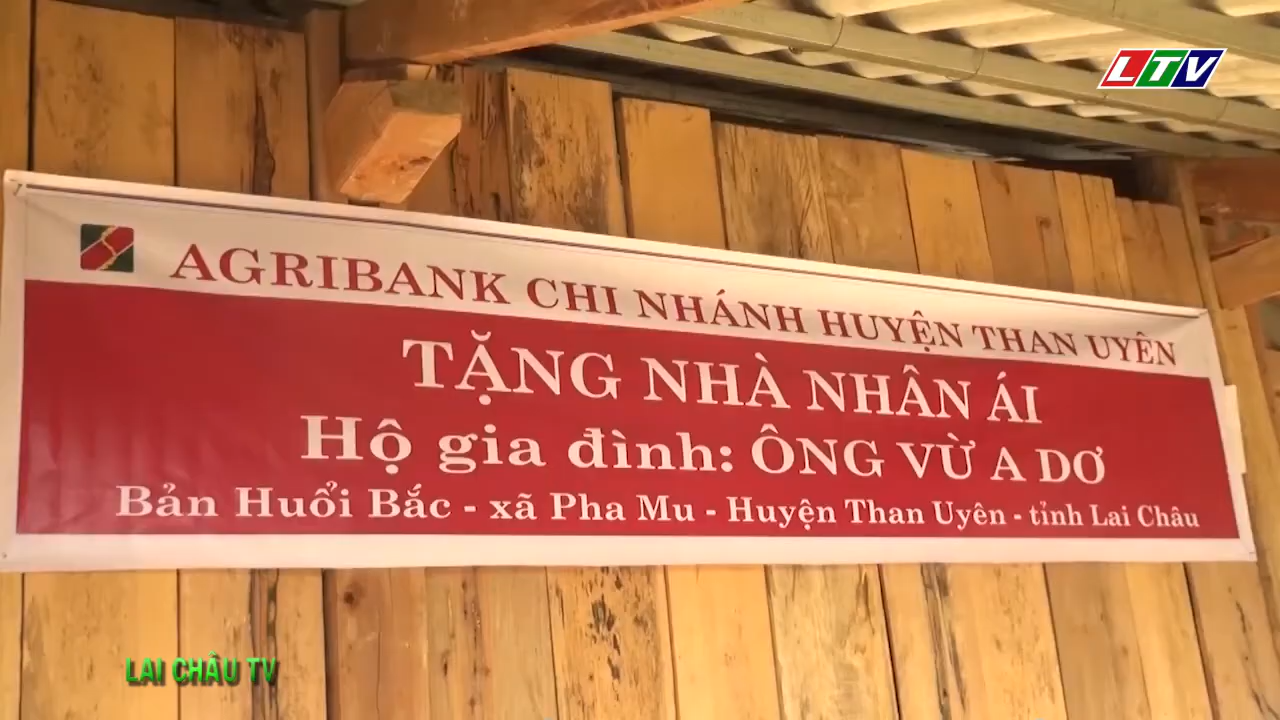 LTV
AGRIBANK CHI NHÁNH HUYỆN THAN UYÊN
TẶNG NHÀ NHÂN ÁI
Hộ gia đình: ÔNG VỪ A DƠ
Bản Huổi Bắc - xã Pha Mu - Huyện Than Uyên - tỉnh Lai Châu
LAI CHÂU TV